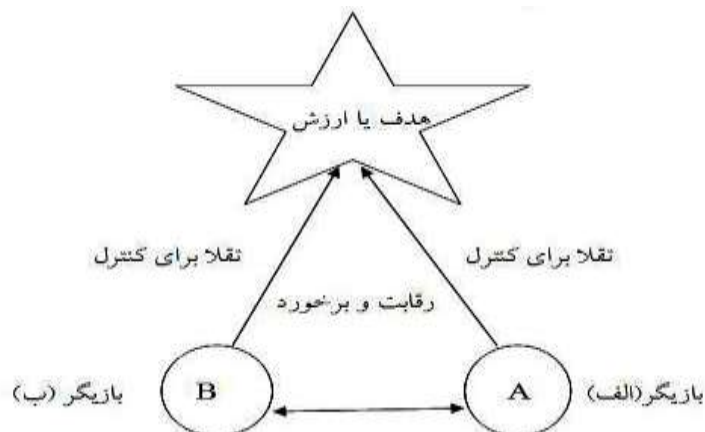 هدف یا ارزش
تقلا برای کنترل
تقلا برای کنترل
رقابت و برخورد
بازیگر(الف)
A
B
بازیگر (ب)